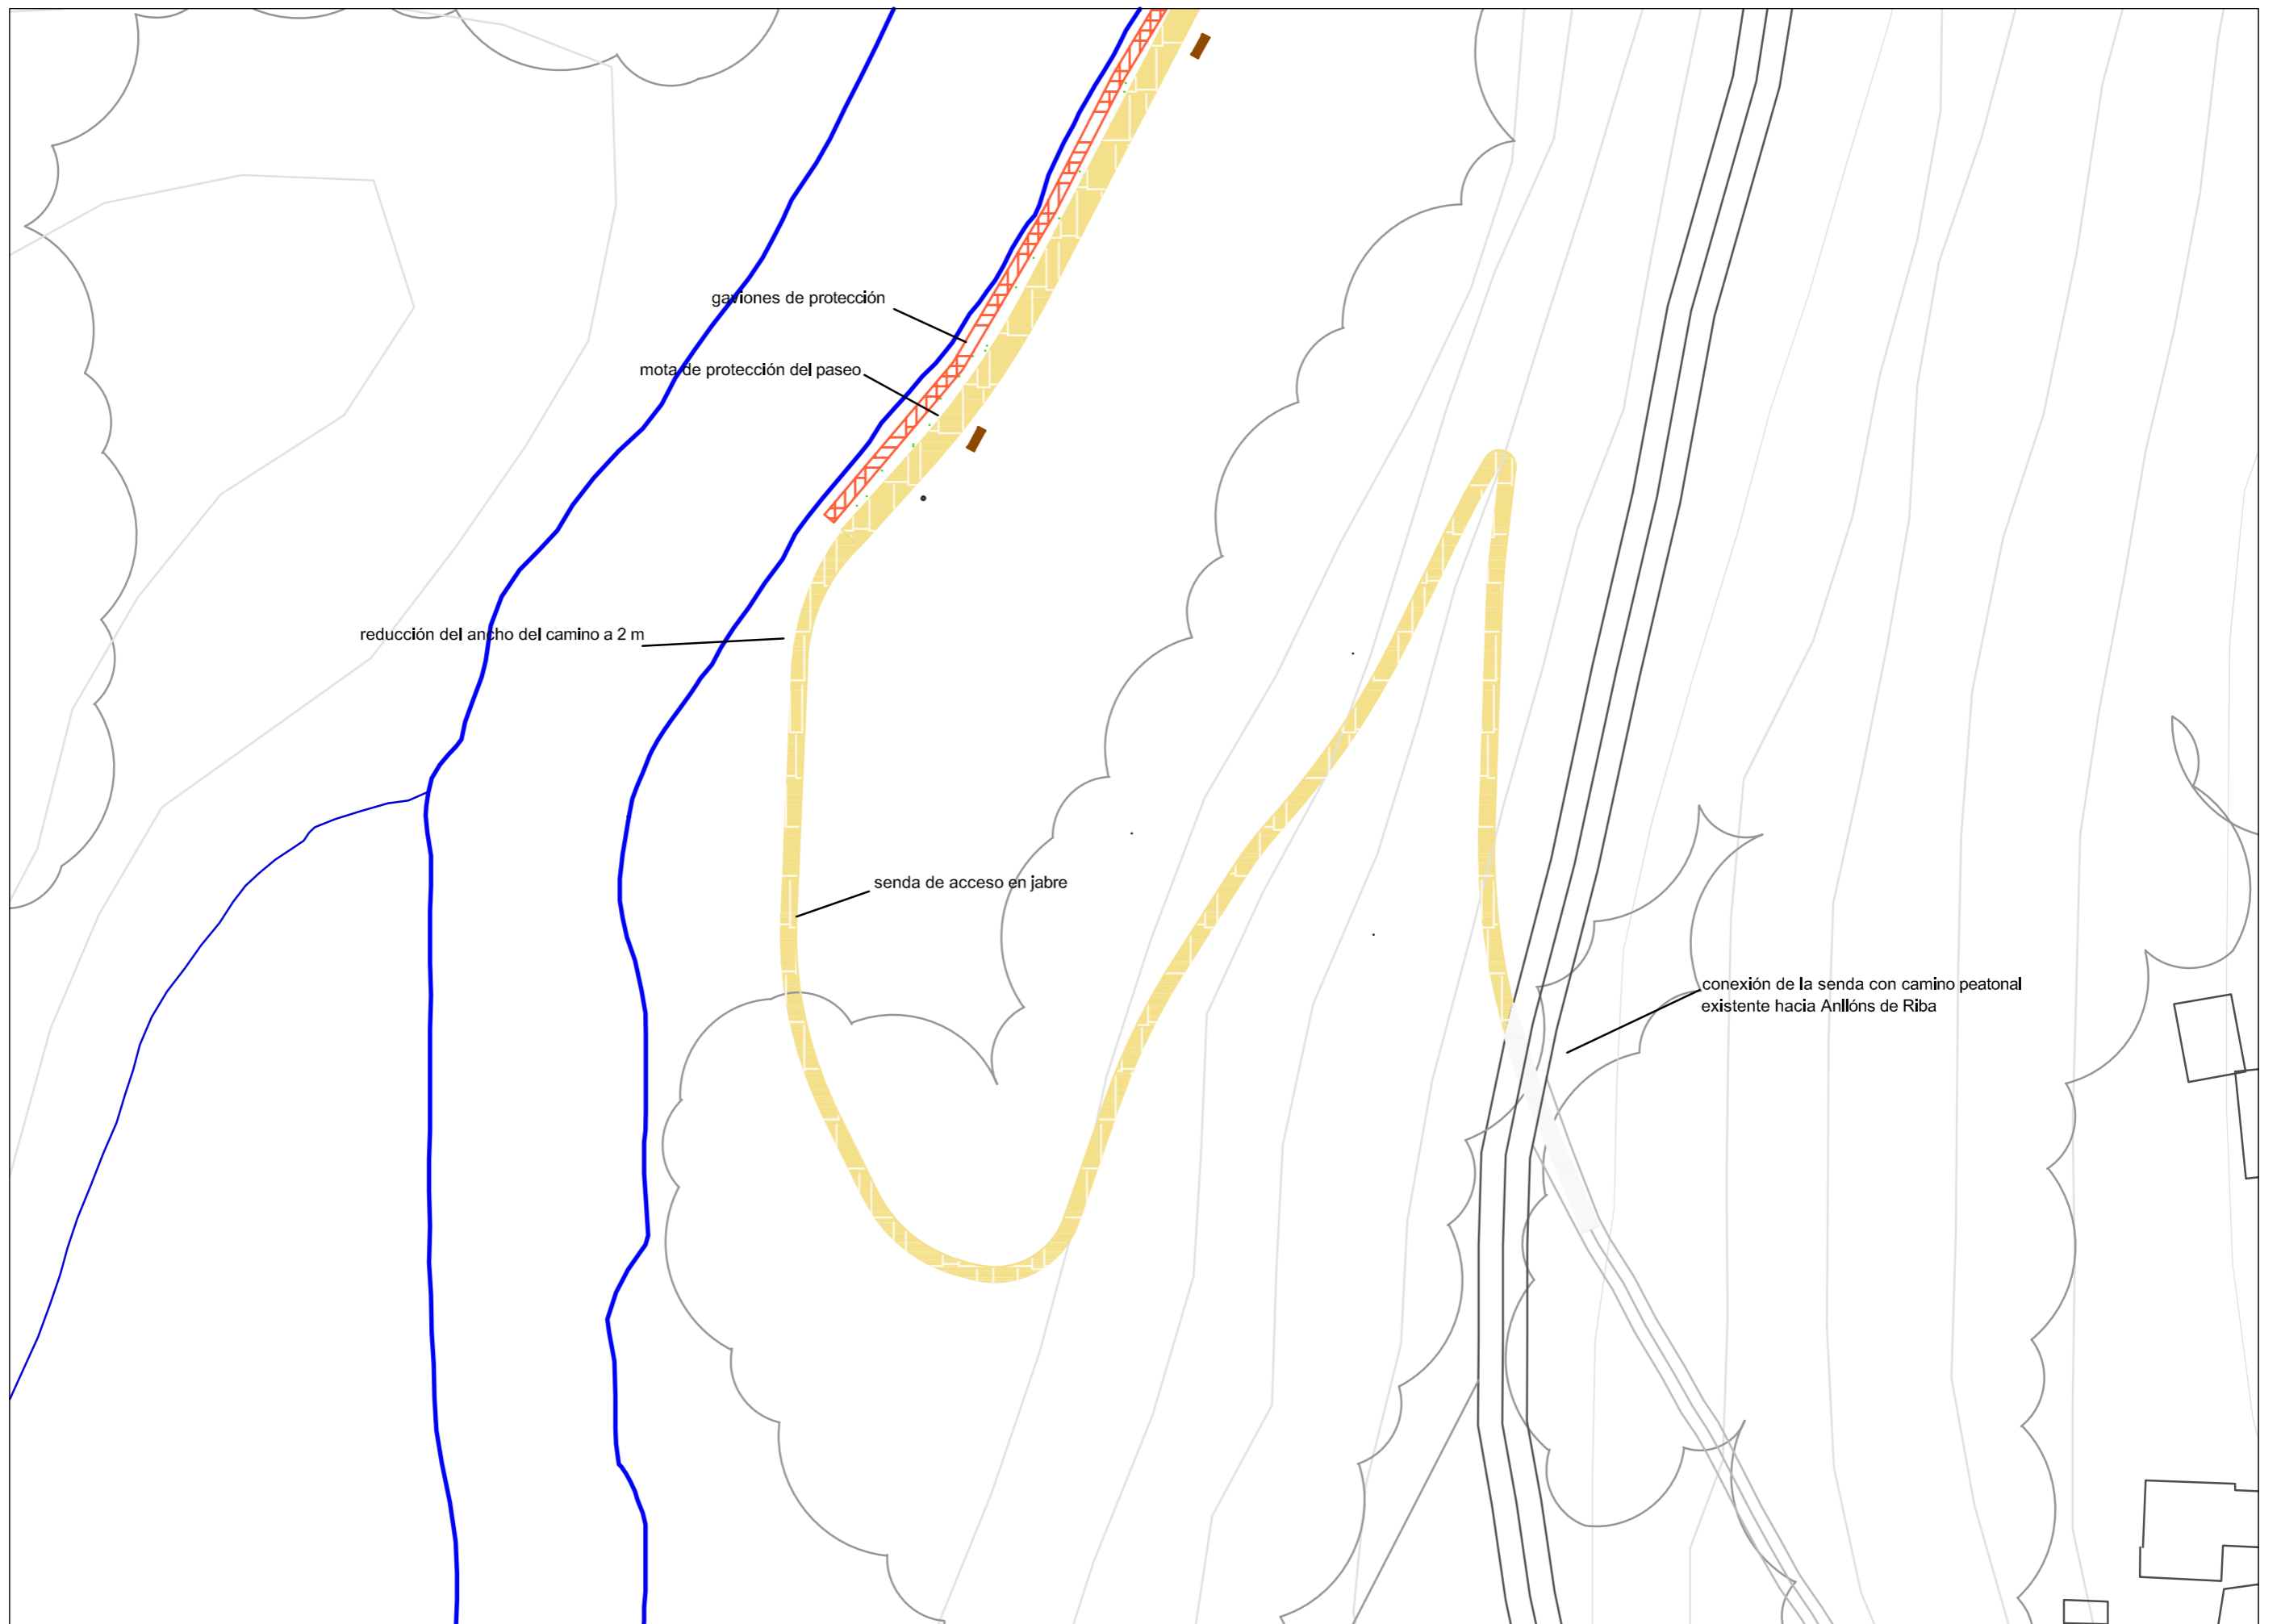 gaviones de protección
mota de protección del paseo
reducción del ancho del camino a 2 m
senda de acceso en jabre
conexión de la senda con camino peatonal
existente hacia Anllóns de Riba